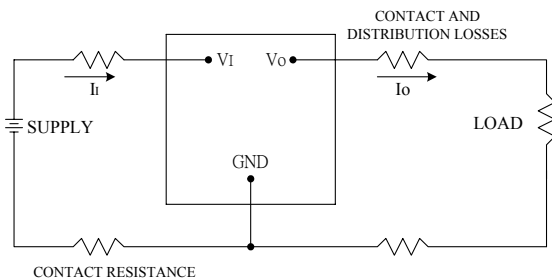 CONTACT AND
DISTRIBUTION LOSSES
VI
VO
II
IO
SUPPLY
LOAD
GND
CONTACT RESISTANCE